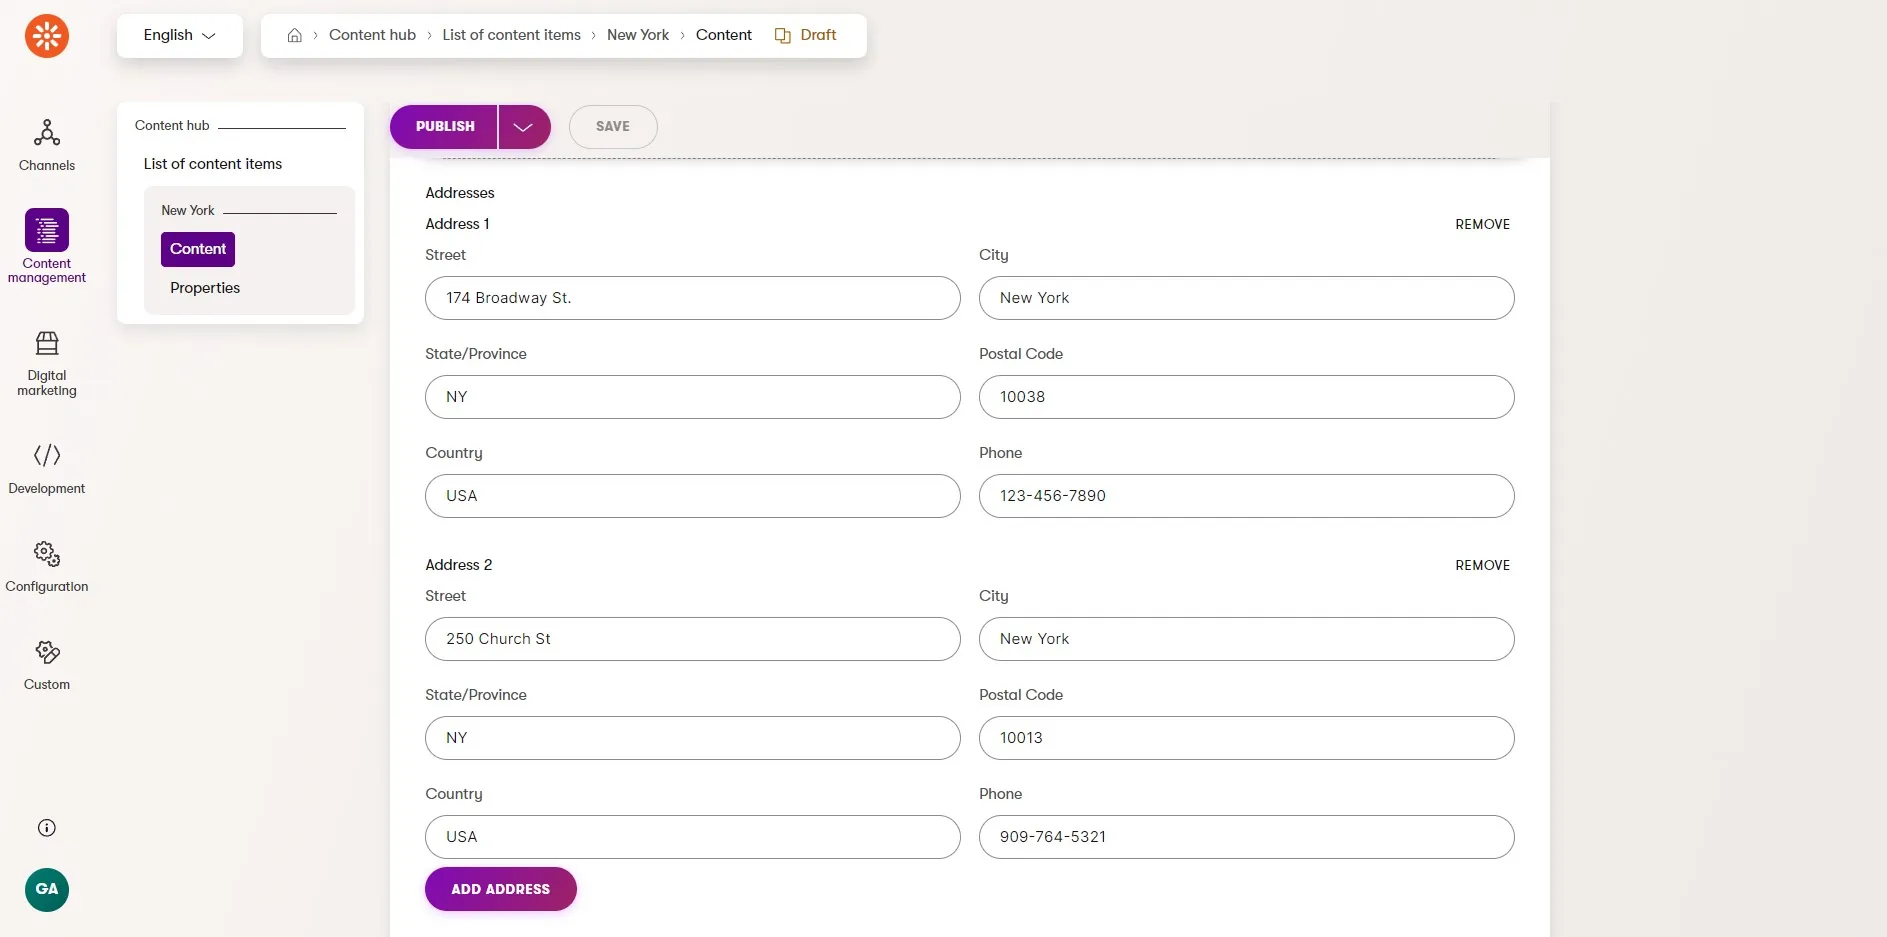 English
Content hub
List of content items
New York
Content
Draft
Channels
Content
management
Digital
marketing
Development
Configuration
Custom
GA
Content hub
List of content items
New York
Content
Properties
PUBLISH
SAVE
Addresses
Address 1
REMOVE
Street
City
174 Broadway St.
New York
State/Province
Postal Code
NY
10038
Country
Phone
USA
123-456-7890
Address 2
REMOVE
Street
City
250 Church St
New York
State/Province
Postal Code
NY
10013
Country
Phone
USA
909-764-5321
ADD ADDRESS